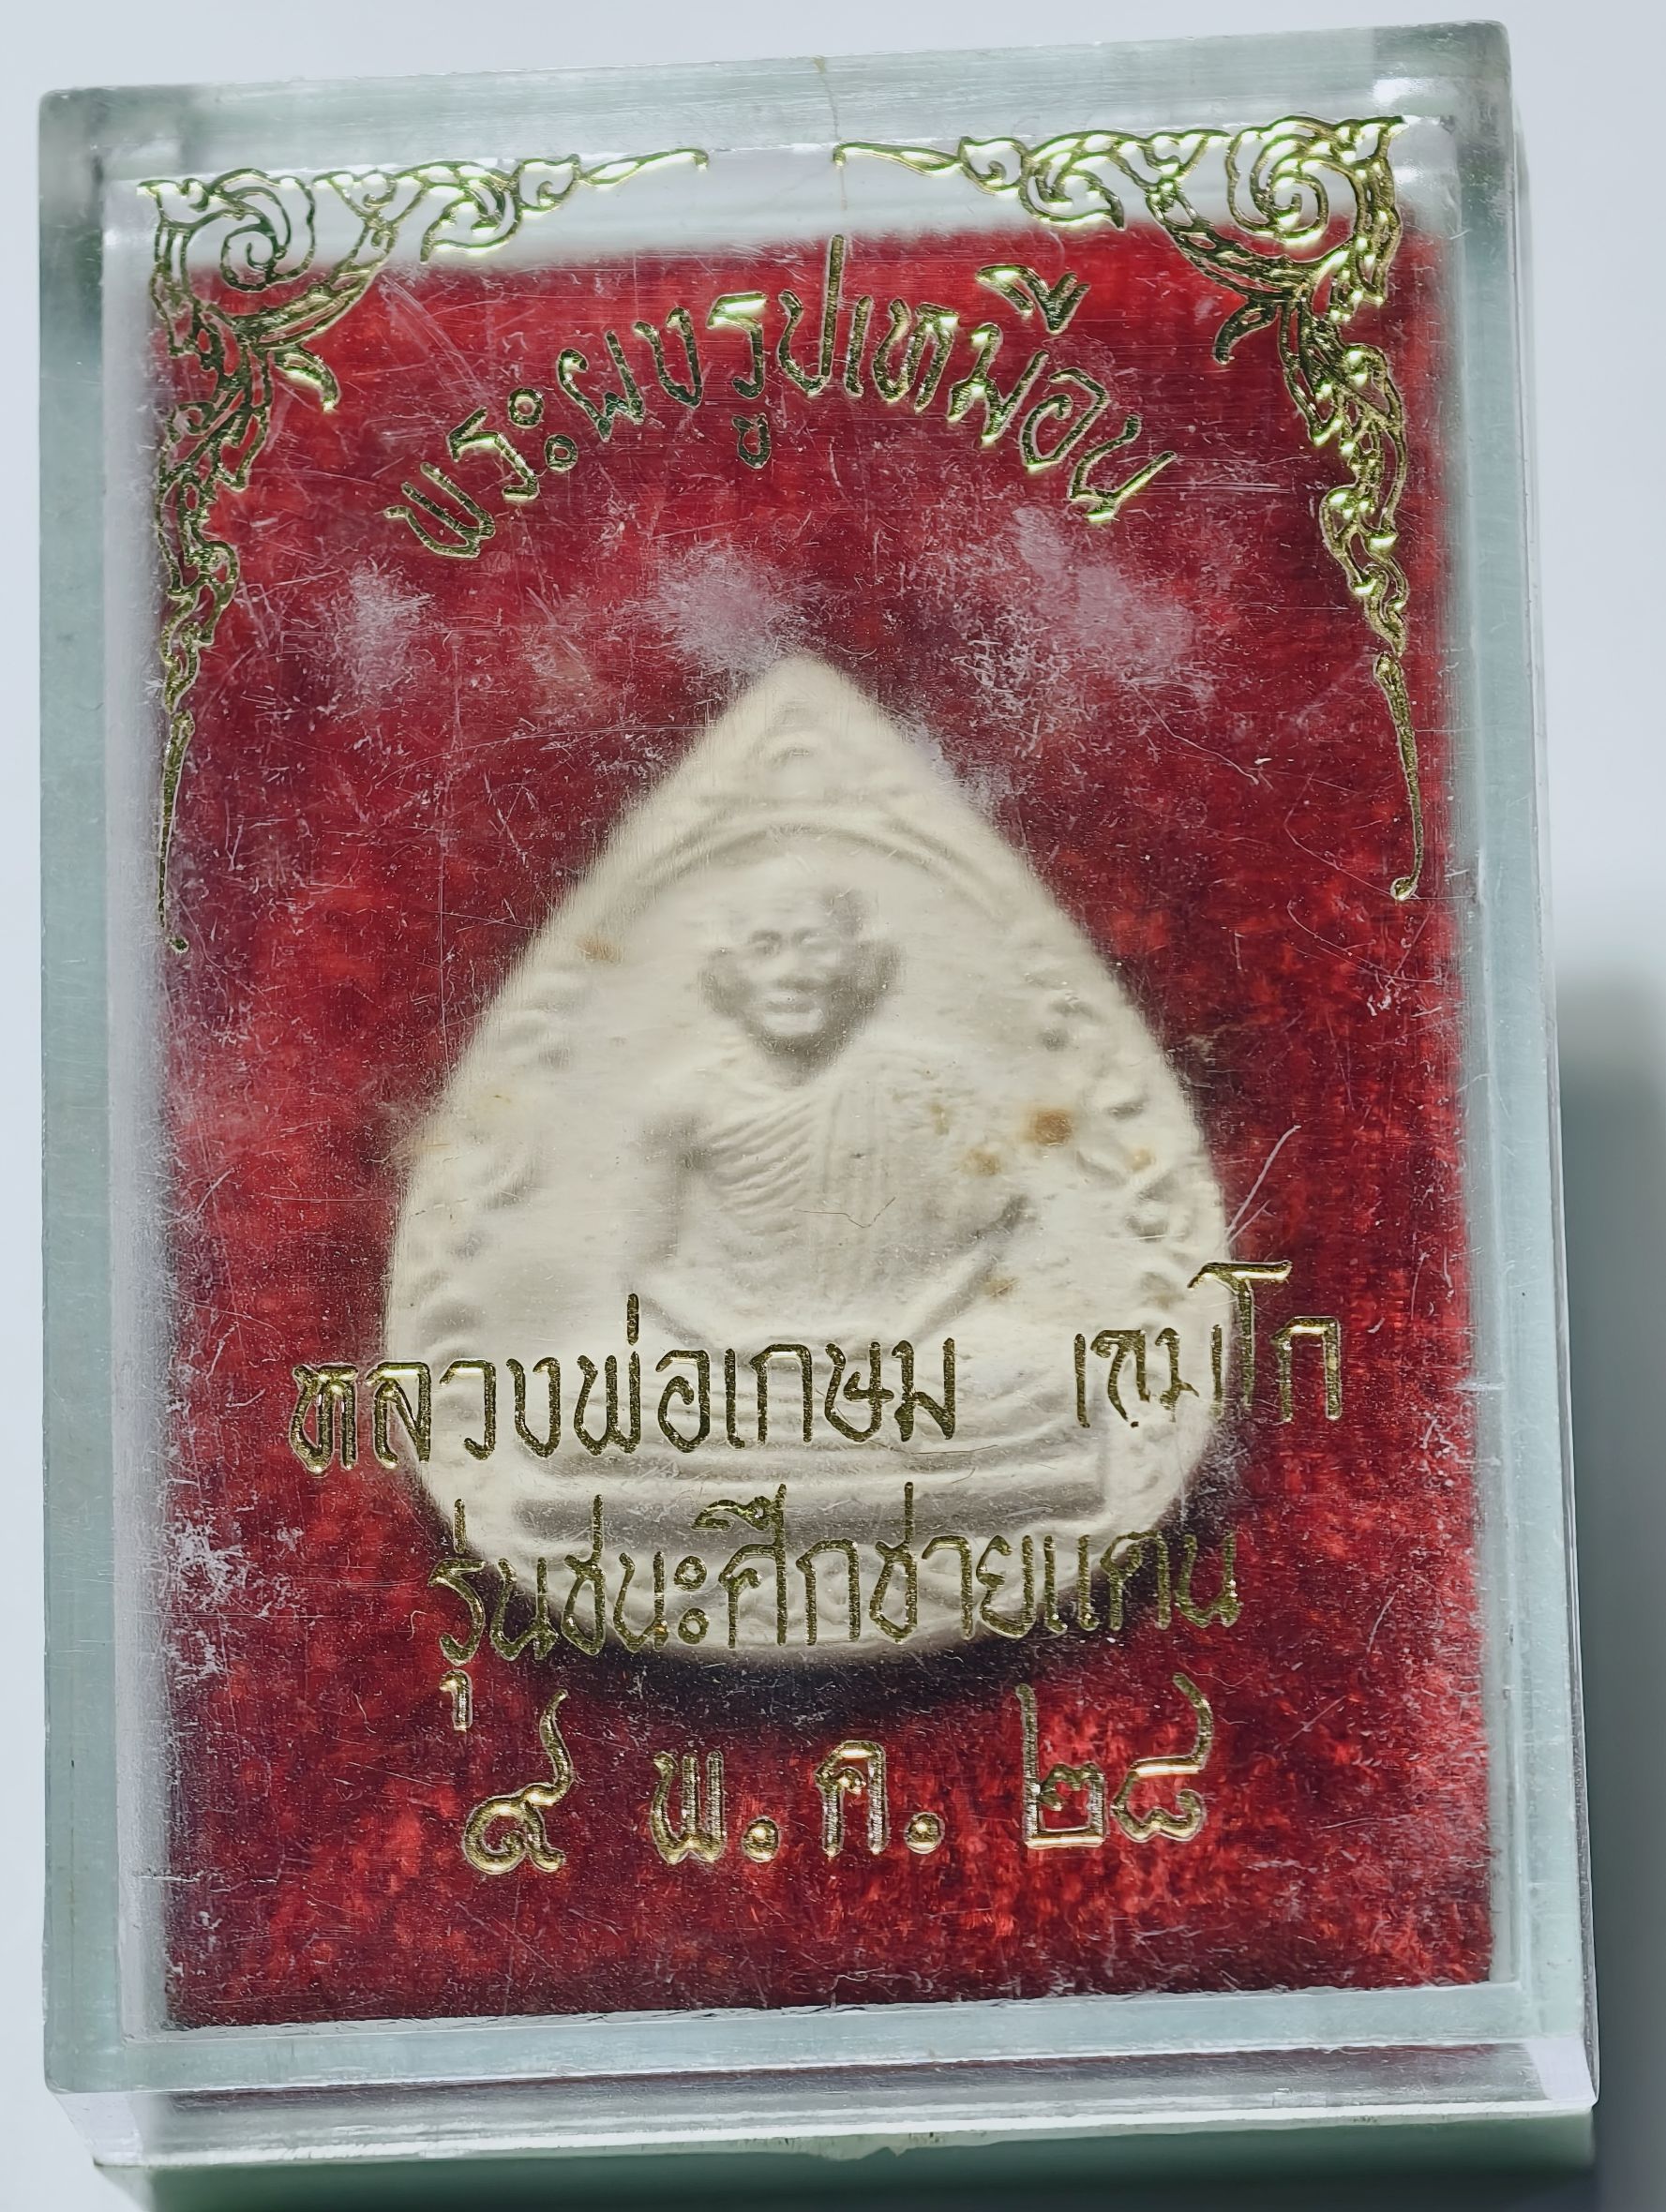 พระผงรูปเหมือน
หลวงพ่อเกษม เขมโก
รุ่นชนะศึกชายแดน
๙ พ.ค. ๒๘